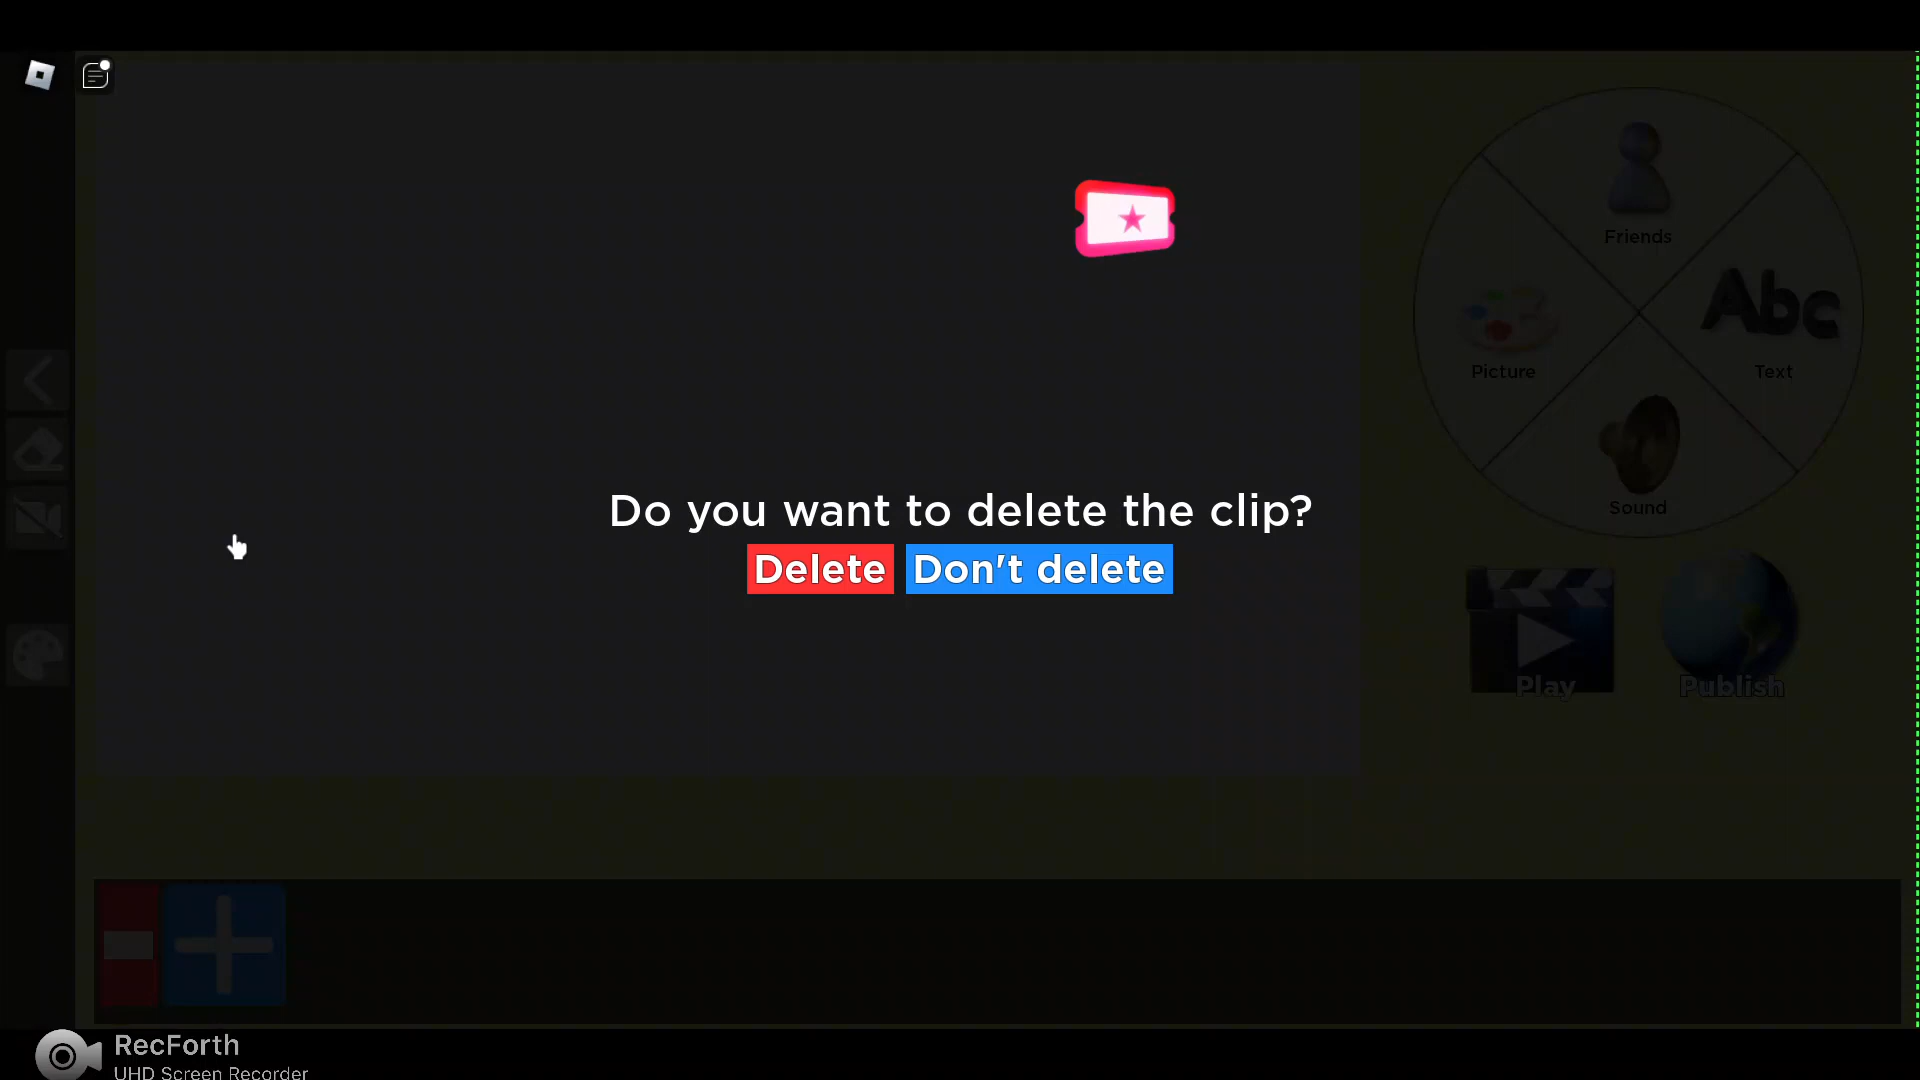 Friends
Abc
Picture
Text
Sound
Do you want to delete the clip?
Delete Don't delete
Play
Publish
RecForth
UHD Screen Recorder